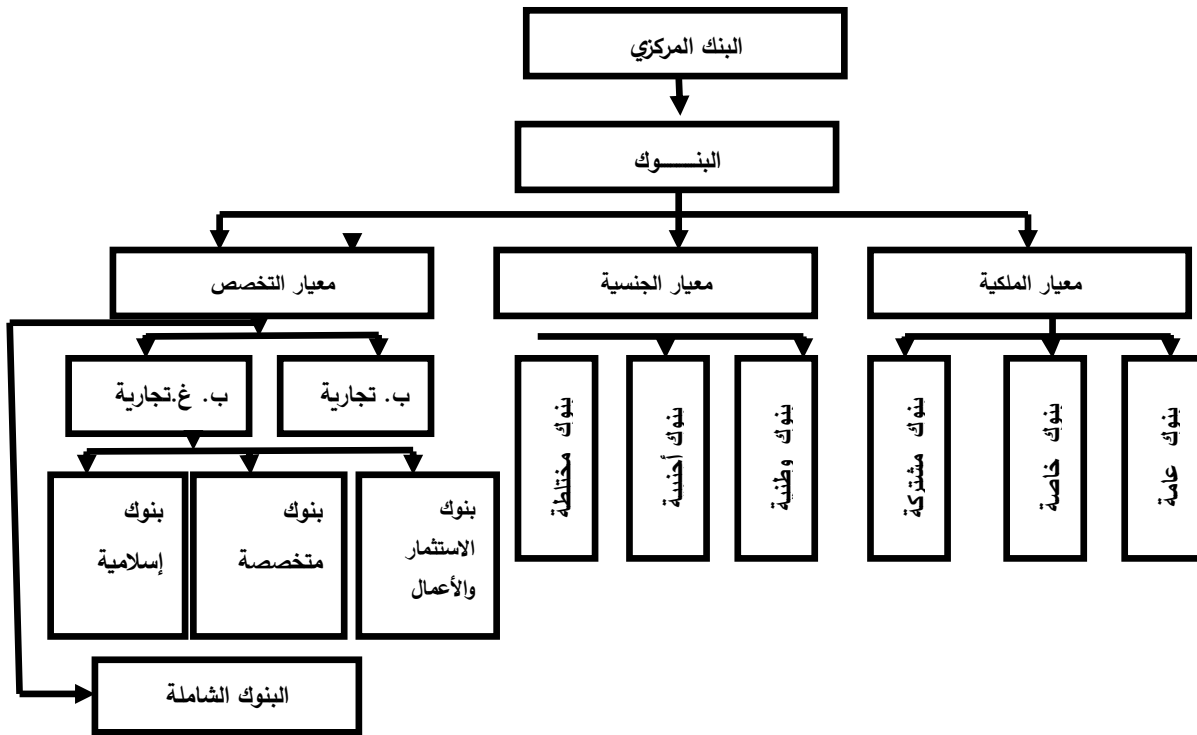 البنك المركزي
البنـــــوك
معيار الملكية
معيار الجنسية
معيار التخصص
بنوك عامة
بنوك خاصة
بنوك مشتركة
بنوك وطنية
بنوك أجنبية
بنوك مختلطة
ب. تجارية
ب. غ.تجارية
بنوك
الاستثمار
والأعمال
بنوك
متخصصة
بنوك
إسلامية
البنوك الشاملة